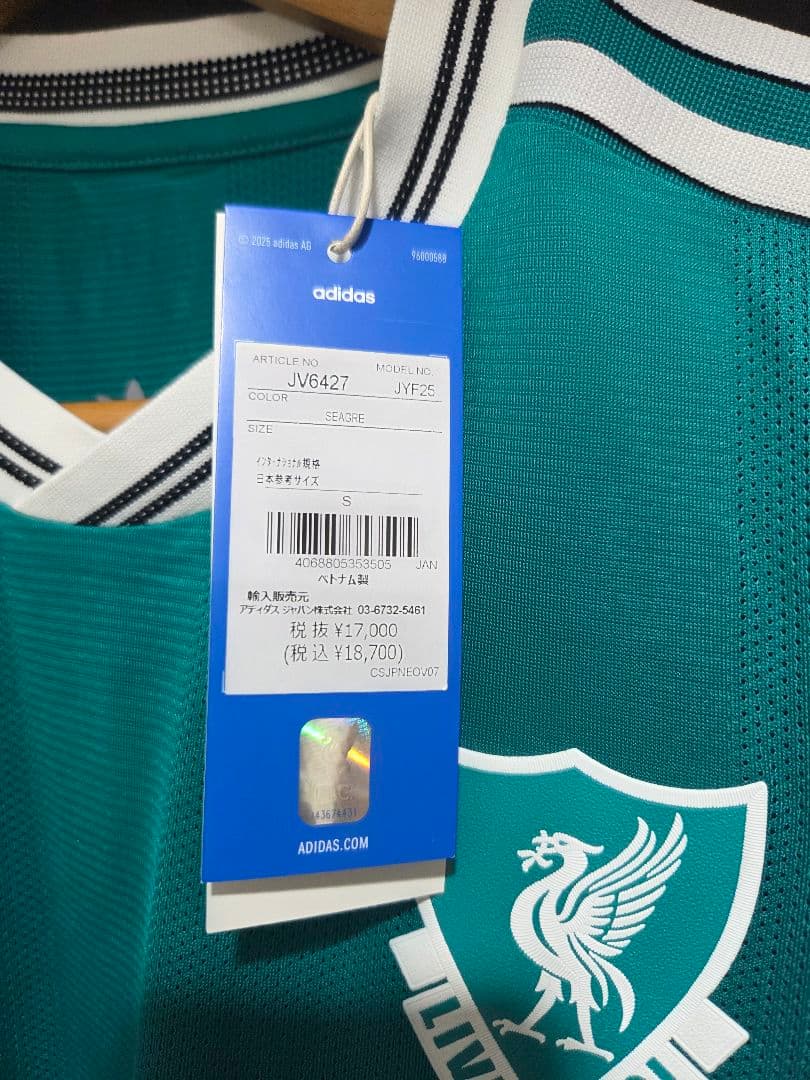 © 2025 adidas AG
96000588
adidas
ARTICLE NO.
MODEL NO.
JV6427
JYF25
COLOR
SEAGRE
SIZE
インターナショナル規格
日本参考サイズ
S
4068805353505 JAN
ベトナム製
輸入販売元
アディダス ジャパン株式会社 03-6732-5461
税抜 ¥17,000
(税込 ¥18,700)
CSJPNEOV07
ADIDAS.COM